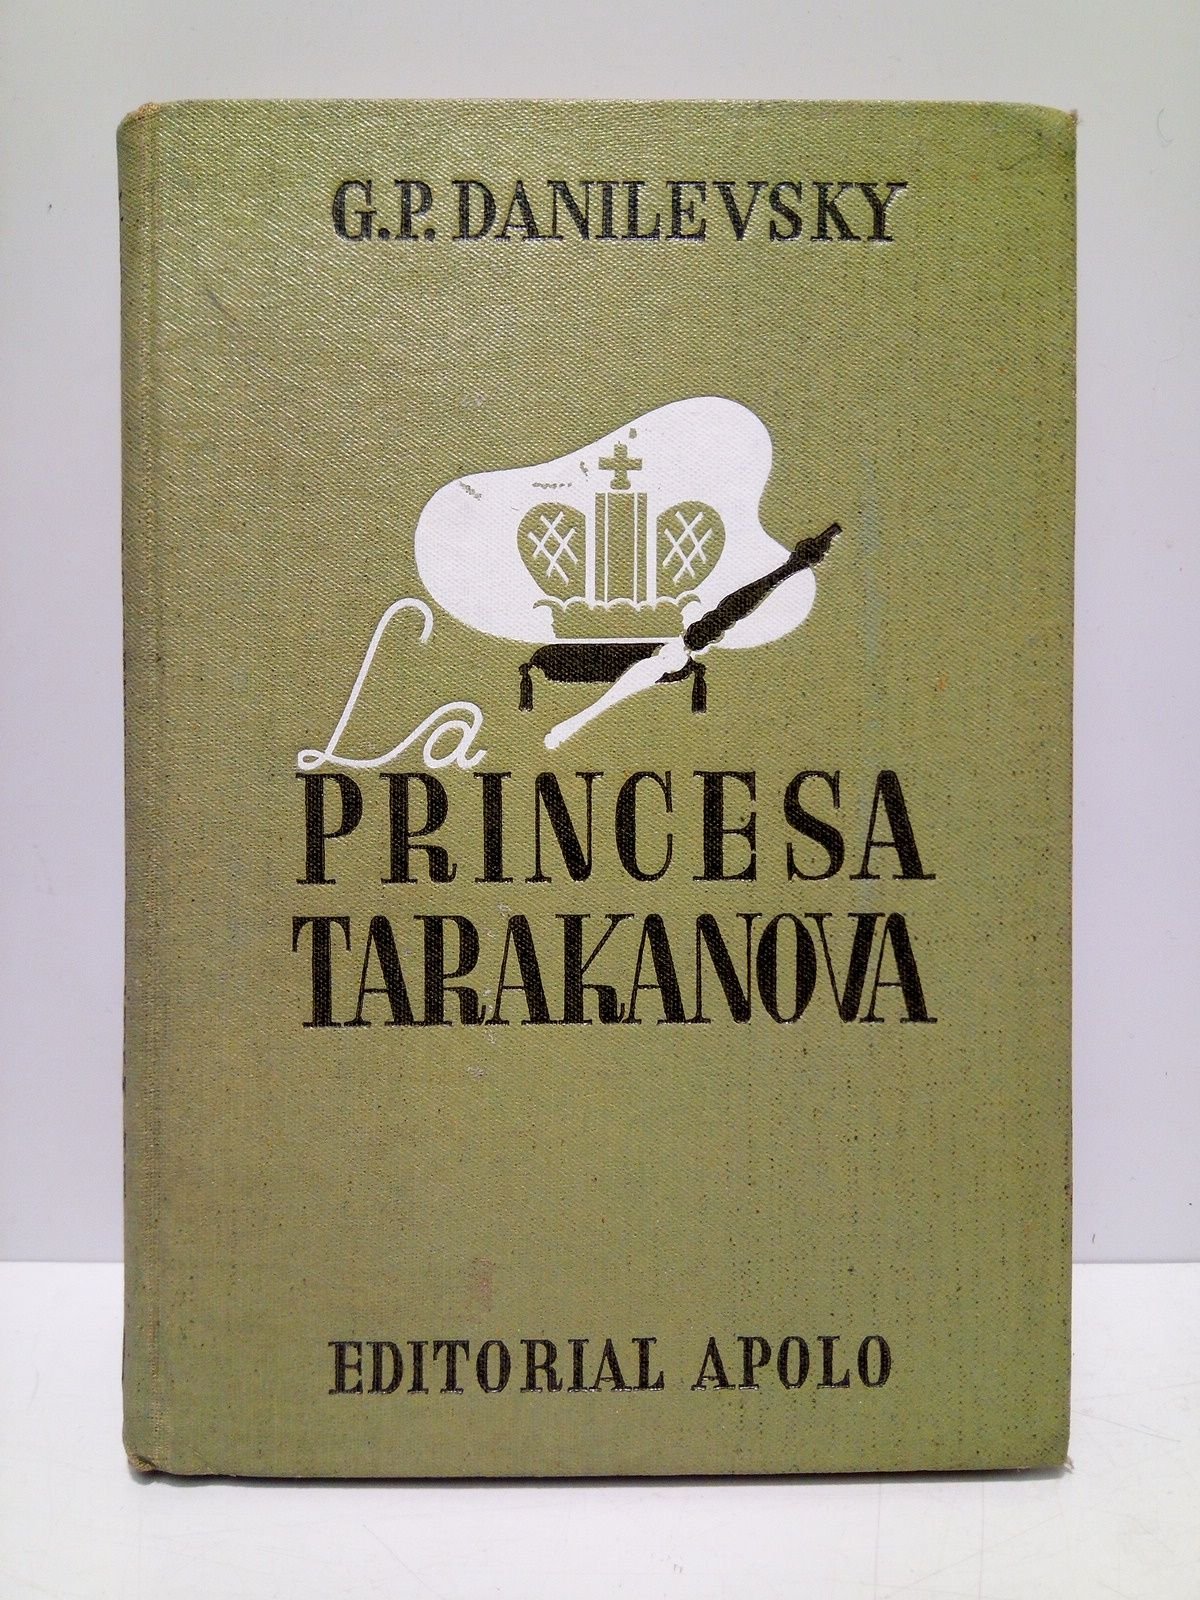 G.P. DANILEVSKY
La
PRINCESA
TARAKANOVA
EDITORIAL APOLO